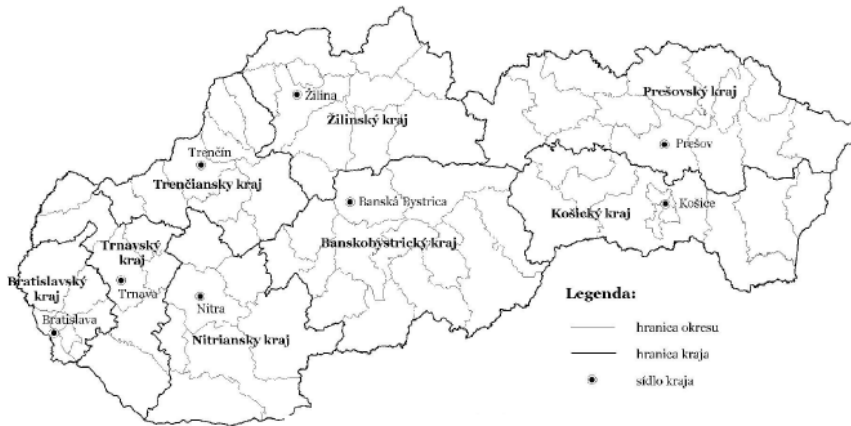 Žilina
Žilinský kraj
Prešovský kraj
Prešov
Trenčín
Trenčiansky kraj
Banská Bystrica
Banskobystrický kraj
Košický kraj
Košice
Trnavský
kraj
Trnava
Bratislavský
kraj
Bratislava
Nitra
Nitriansky kraj
Legenda:
hranica okresu
hranica kraja
sídlo kraja